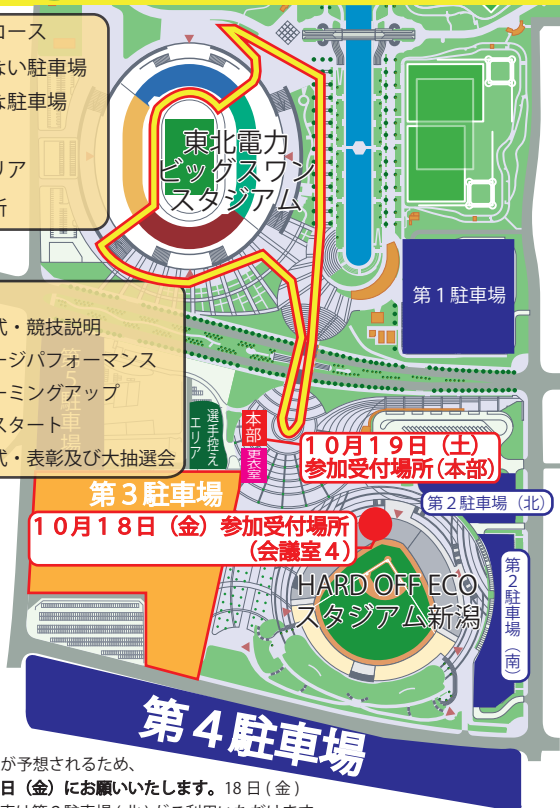 コース
ない駐車場
な駐車場
リア
所
東北電力
ビッグスワン
スタジアム
第１駐車場
式・競技説明
ージパフォーマンス
ーミングアップ
スタート
式・表彰及び大抽選会
第５駐車場
選手控え
エリア
本部
更衣室
１０月１９日（土）
参加受付場所（本部）
第３駐車場
第２駐車場（北）
１０月１８日（金）参加受付場所
（会議室４）
第２駐車場（南）
HARD OFF ECO
スタジアム新潟
第４駐車場
が予想されるため、
日（金）にお願いいたします。18 日 ( 金 )